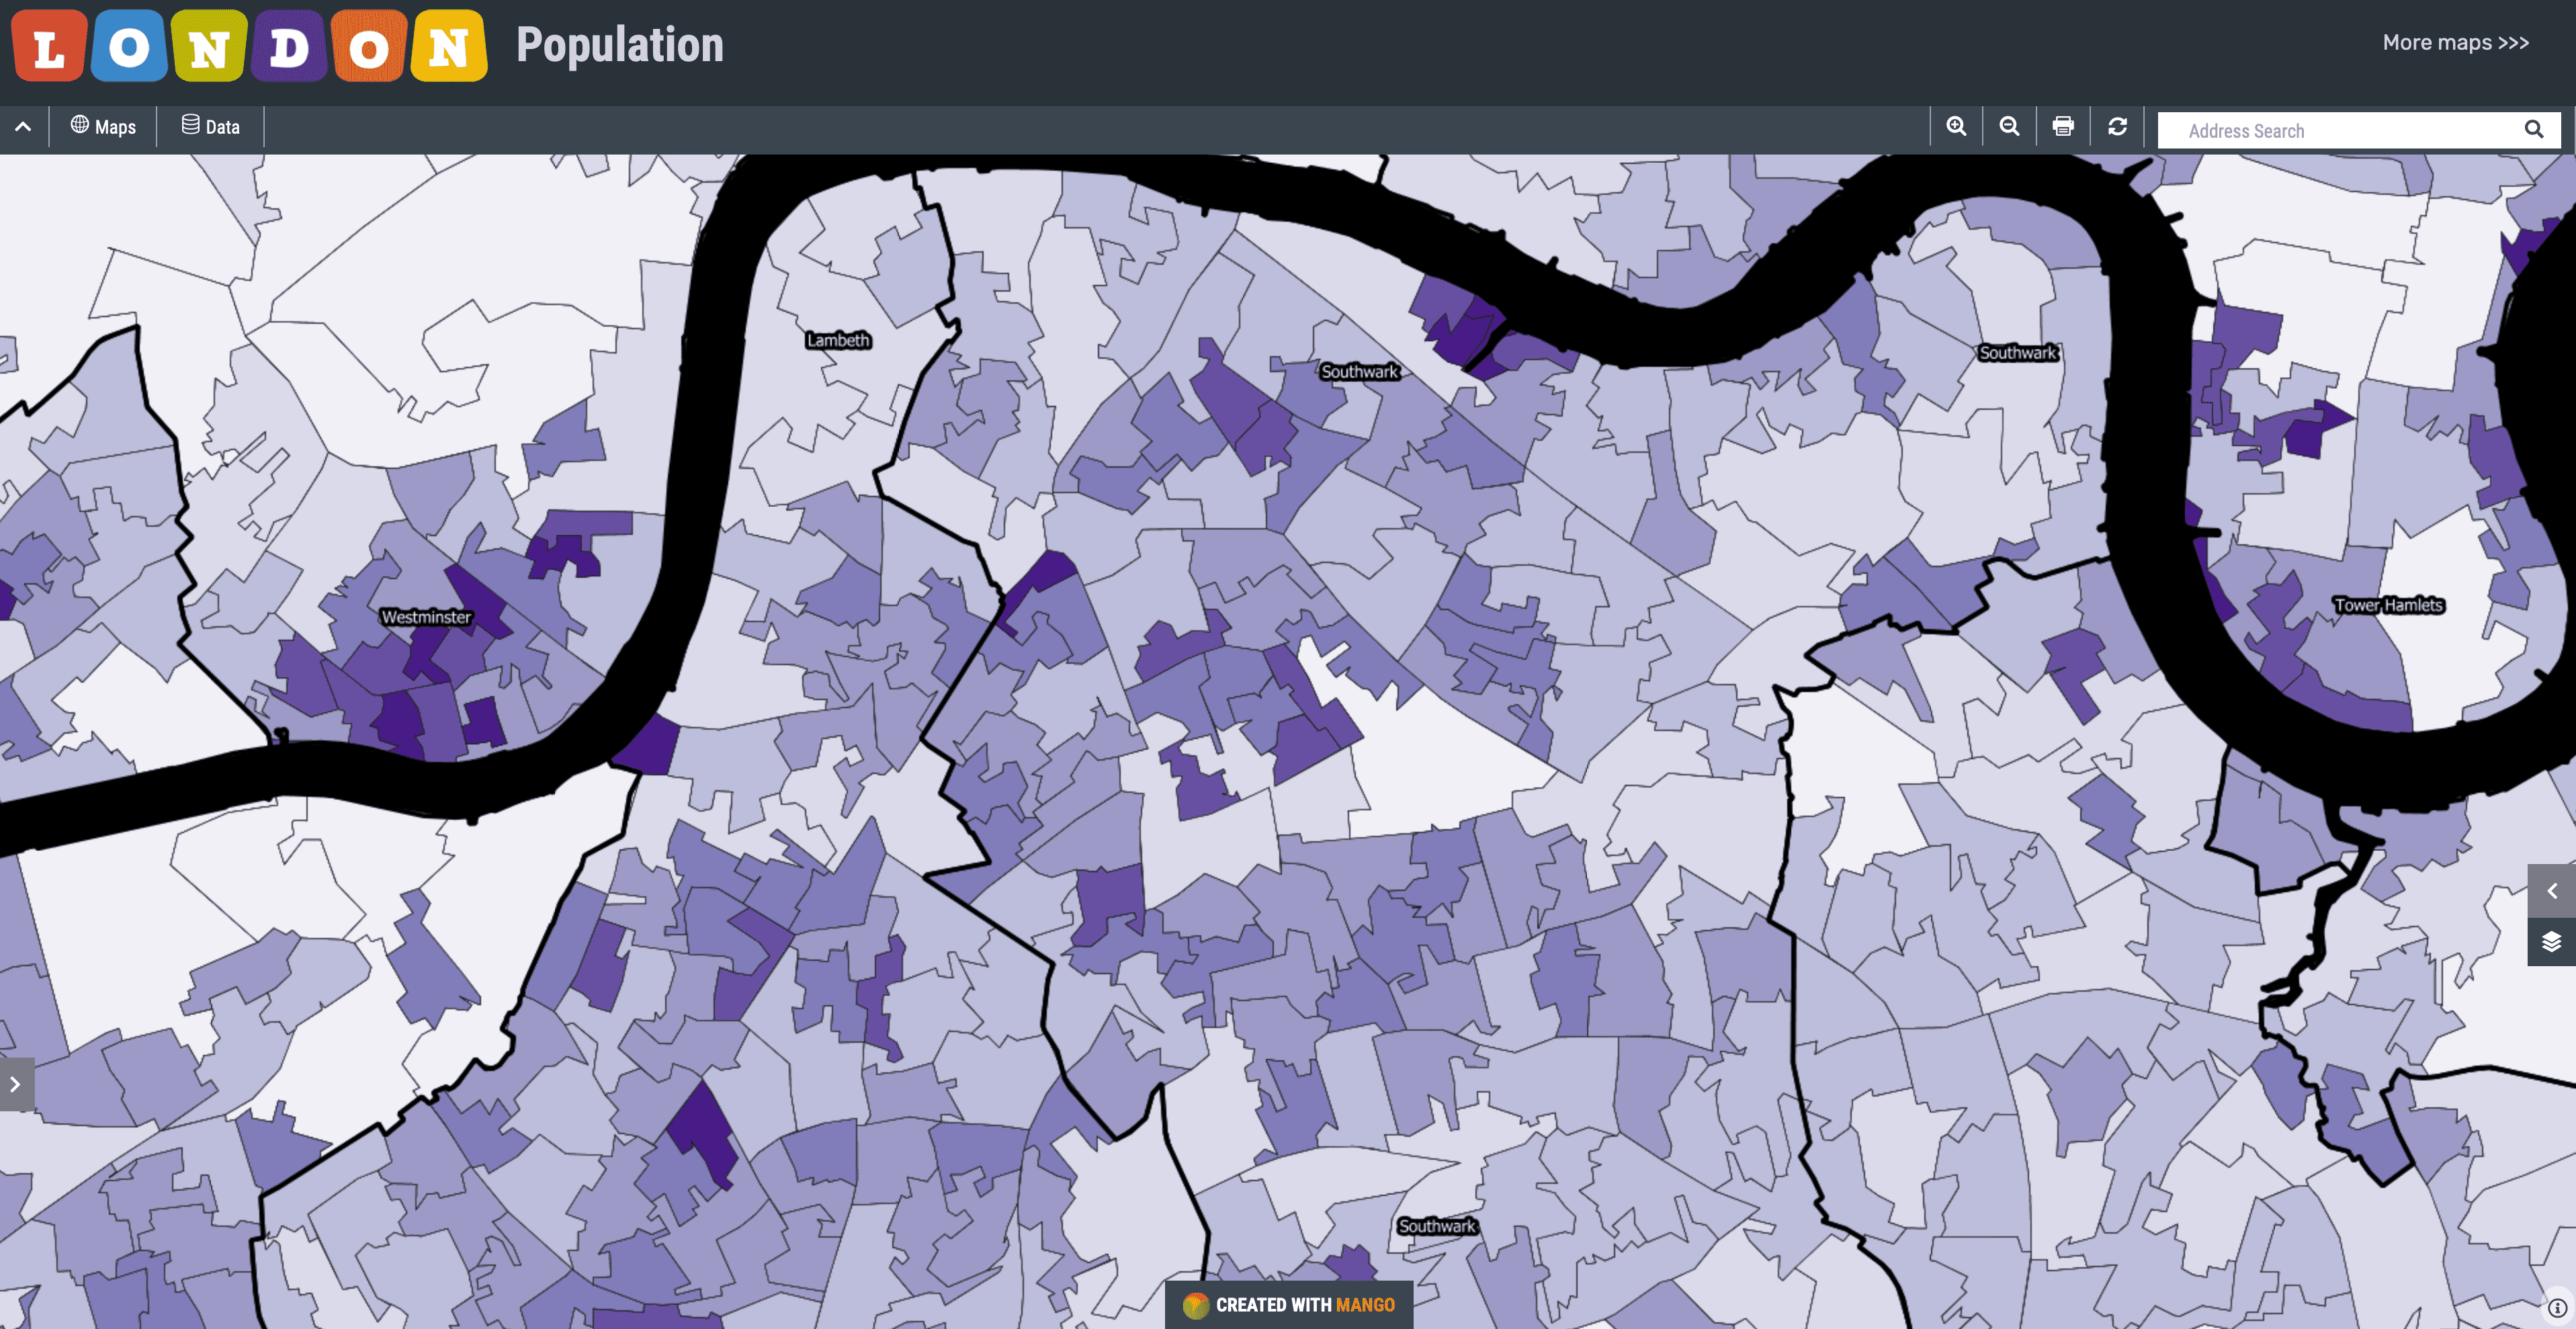 LONDON
Population
More maps >>>
Maps
Data
Address Search
Lambeth
Southwark
Southwark
Westminster
Tower Hamlets
Southwark
CREATED WITH MANGO